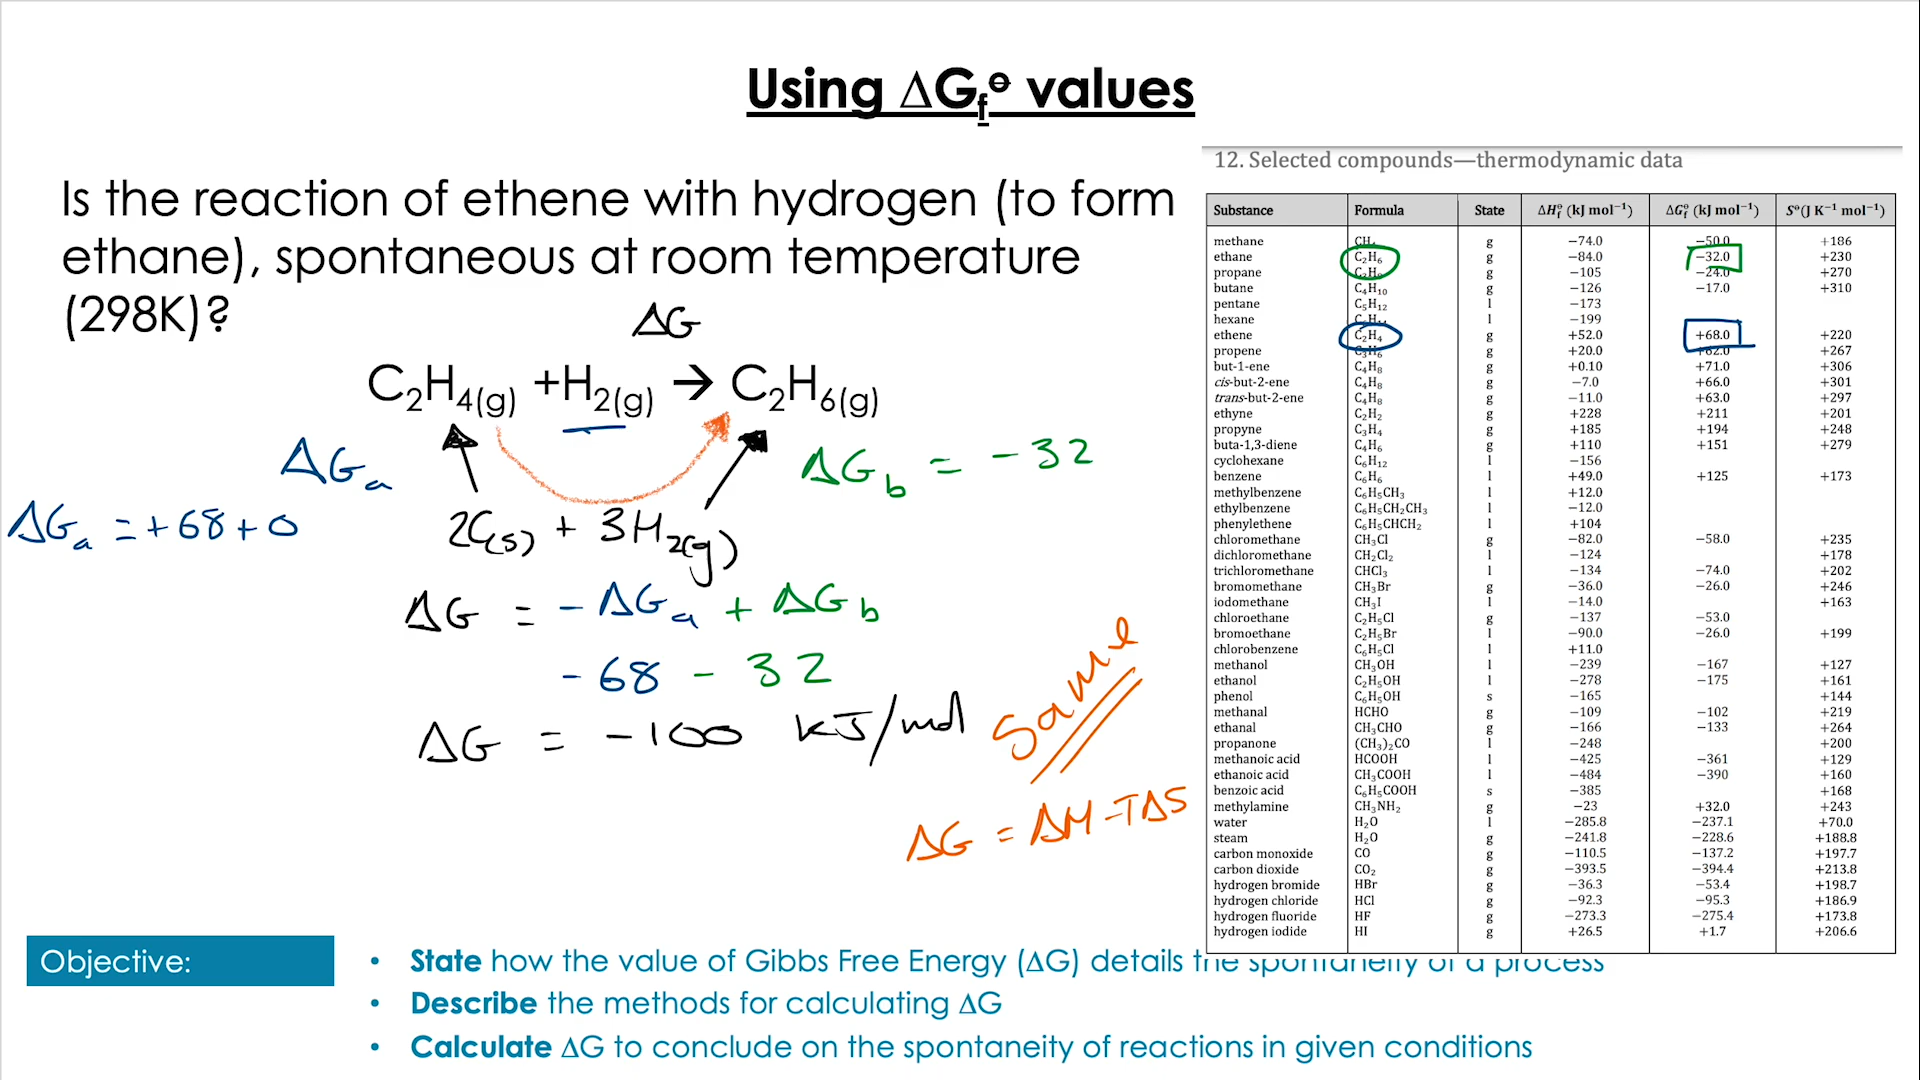 Using ΔGf⦵ values
Is the reaction of ethene with hydrogen (to form
ethane), spontaneous at room temperature
(298K)?
ΔG
C2H4(g) +H2(g) → C2H6(g)
ΔGa
ΔGb = -32
ΔGa = +68+0
2C(s) + 3H2(g)
ΔG = -ΔGa + ΔGb
-68 - 32
ΔG = -100 kJ/mol
Same
ΔG = ΔH-TΔS
12. Selected compounds—thermodynamic data
Substance Formula State ΔHf° (kJ mol−1) ΔGf° (kJ mol−1) S° (J K−1 mol−1)
methane CH4 g −74.0 −50.0 +186
ethane C2H6 g −84.0 −32.0 +230
propane C3H8 g −105 −24.0 +270
butane C4H10 g −126 −17.0 +310
pentane C5H12 l −173
hexane C6H14 l −199
ethene C2H4 g +52.0 +68.0 +220
propene C3H6 g +20.0 +62.0 +267
but-1-ene C4H8 g +0.10 +71.0 +306
cis-but-2-ene C4H8 g −7.0 +66.0 +301
trans-but-2-ene C4H8 g −11.0 +63.0 +297
ethyne C2H2 g +228 +211 +201
propyne C3H4 g +185 +194 +248
buta-1,3-diene C4H6 g +110 +151 +279
cyclohexane C6H12 l −156
benzene C6H6 l +49.0 +125 +173
methylbenzene C6H5CH3 l +12.0
ethylbenzene C6H5CH2CH3 l −12.0
phenylethene C6H5CHCH2 l +104
chloromethane CH3Cl g −82.0 −58.0 +235
dichloromethane CH2Cl2 l −124 +178
trichloromethane CHCl3 l −134 −74.0 +202
bromomethane CH3Br g −36.0 −26.0 +246
iodomethane CH3I l −14.0 +163
chloroethane C2H5Cl g −137 −53.0
bromoethane C2H5Br l −90.0 −26.0 +199
chlorobenzene C6H5Cl l +11.0
methanol CH3OH l −239 −167 +127
ethanol C2H5OH l −278 −175 +161
phenol C6H5OH s −165 +144
methanal HCHO g −109 −102 +219
ethanal CH3CHO g −166 −133 +264
propanone (CH3)2CO l −248 +200
methanoic acid HCOOH l −425 −361 +129
ethanoic acid CH3COOH l −484 −390 +160
benzoic acid C6H5COOH s −385 +168
methylamine CH3NH2 g −23 +32.0 +243
water H2O l −285.8 −237.1 +70.0
steam H2O g −241.8 −228.6 +188.8
carbon monoxide CO g −110.5 −137.2 +197.7
carbon dioxide CO2 g −393.5 −394.4 +213.8
hydrogen bromide HBr g −36.3 −53.4 +198.7
hydrogen chloride HCl g −92.3 −95.3 +186.9
hydrogen fluoride HF g −273.3 −275.4 +173.8
hydrogen iodide HI g +26.5 +1.7 +206.6
Objective:
• State how the value of Gibbs Free Energy (ΔG) details the spontaneity of a process
• Describe the methods for calculating ΔG
• Calculate ΔG to conclude on the spontaneity of reactions in given conditions